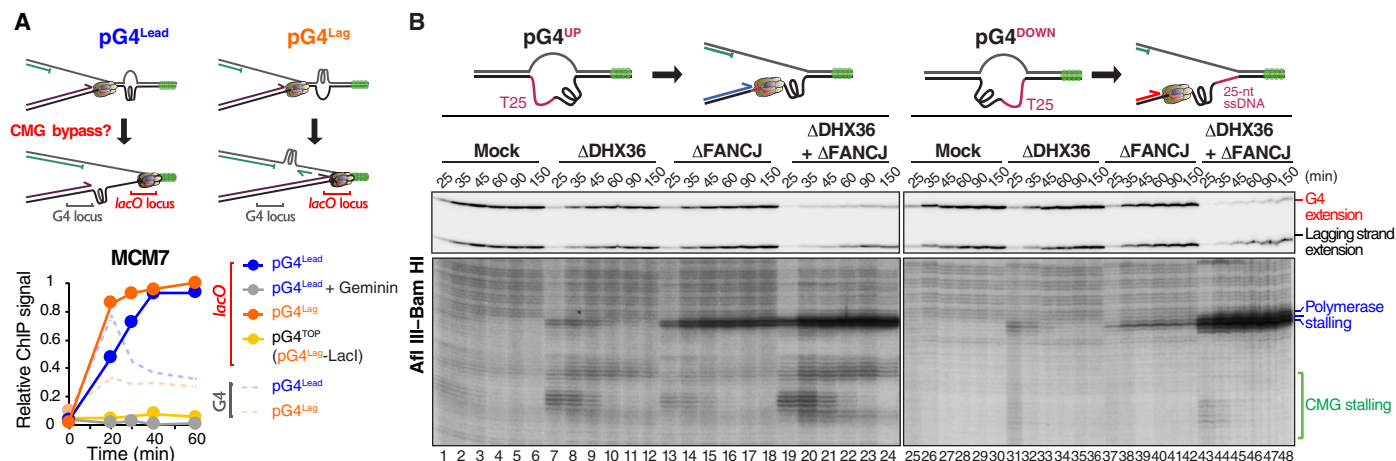 A
pG4Lead
pG4Lag
CMG bypass?
G4 locus
lacO locus
G4 locus
lacO locus
MCM7
Relative ChIP signal
1
0.8
0.6
0.4
0.2
0
0 20 40 60
Time (min)
lacO
pG4Lead
pG4Lead + Geminin
pG4Lag
pG4TOP
(pG4Lag-LacI)
G4
pG4Lead
pG4Lag
B
pG4UP
T25
pG4DOWN
T25
25-nt
ssDNA
Mock
ΔDHX36
ΔFANCJ
ΔDHX36
+ ΔFANCJ
Mock
ΔDHX36
ΔFANCJ
ΔDHX36
+ ΔFANCJ
25 35 45 60 90 150 25 35 45 60 90 150 25 35 45 60 90 150 25 35 45 60 90 150
25 35 45 60 90 150 25 35 45 60 90 150 25 35 45 60 90 150 25 35 45 60 90 150 (min)
G4
extension
Lagging strand
extension
Afl III–Bam HI
Polymerase
stalling
CMG stalling
1 2 3 4 5 6 7 8 9 10 11 12 13 14 15 16 17 18 19 20 21 22 23 24
25 26 27 28 29 30 31 32 33 34 35 36 37 38 39 40 41 42 43 44 45 46 47 48